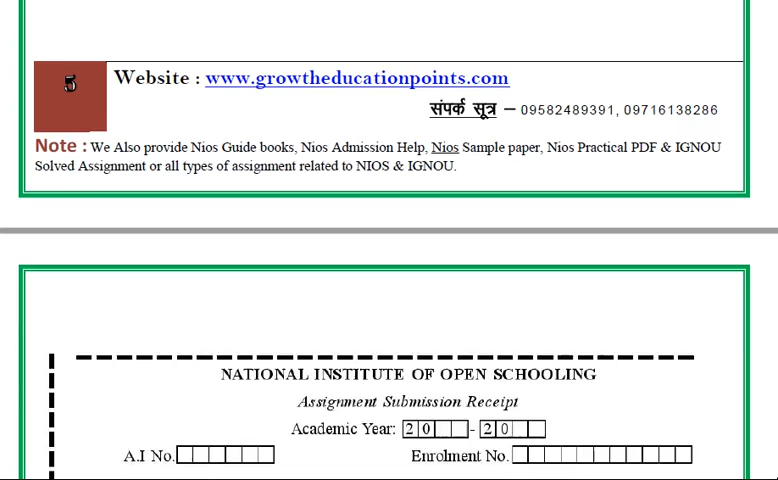 5
Website : www.growtheducationpoints.com
संपर्क सूत्र – 09582489391, 09716138286
Note : We Also provide Nios Guide books, Nios Admission Help, Nios Sample paper, Nios Practical PDF & IGNOU
Solved Assignment or all types of assignment related to NIOS & IGNOU.
NATIONAL INSTITUTE OF OPEN SCHOOLING
Assignment Submission Receipt
Academic Year: 20 - 20
A.I No. Enrolment No.